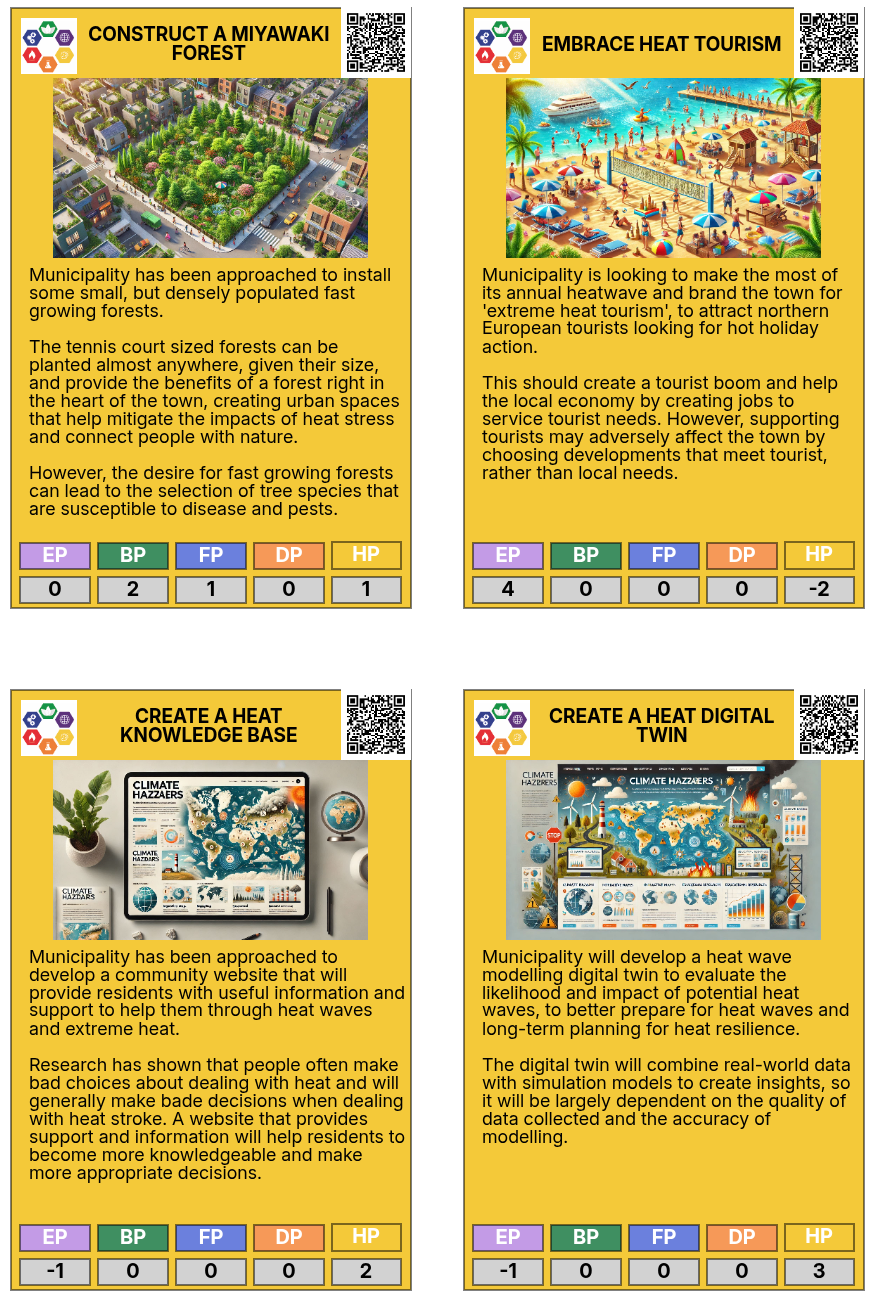 CONSTRUCT A MIYAWAKI
FOREST
Municipality has been approached to install
some small, but densely populated fast
growing forests.
The tennis court sized forests can be
planted almost anywhere, given their size,
and provide the benefits of a forest right in
the heart of the town, creating urban spaces
that help mitigate the impacts of heat stress
and connect people with nature.
However, the desire for fast growing forests
can lead to the selection of tree species that
are susceptible to disease and pests.
EP BP FP DP HP
0 2 1 0 1
EMBRACE HEAT TOURISM
Municipality is looking to make the most of
its annual heatwave and brand the town for
'extreme heat tourism', to attract northern
European tourists looking for hot holiday
action.
This should create a tourist boom and help
the local economy by creating jobs to
service tourist needs. However, supporting
tourists may adversely affect the town by
choosing developments that meet tourist,
rather than local needs.
EP BP FP DP HP
4 0 0 0 -2
CREATE A HEAT
KNOWLEDGE BASE
CLIMATE
HAZZAERS
CLIMATE
HAZDARS
CLIMATE
HAZDARS
Municipality has been approached to
develop a community website that will
provide residents with useful information and
support to help them through heat waves
and extreme heat.
Research has shown that people often make
bad choices about dealing with heat and will
generally make bade decisions when dealing
with heat stroke. A website that provides
support and information will help residents to
become more knowledgeable and make
more appropriate decisions.
EP BP FP DP HP
-1 0 0 0 2
CREATE A HEAT DIGITAL
TWIN
CLIMATE
CLIMATE HAZZAERS
STOP
Municipality will develop a heat wave
modelling digital twin to evaluate the
likelihood and impact of potential heat
waves, to better prepare for heat waves and
long-term planning for heat resilience.
The digital twin will combine real-world data
with simulation models to create insights, so
it will be largely dependent on the quality of
data collected and the accuracy of
modelling.
EP BP FP DP HP
-1 0 0 0 3